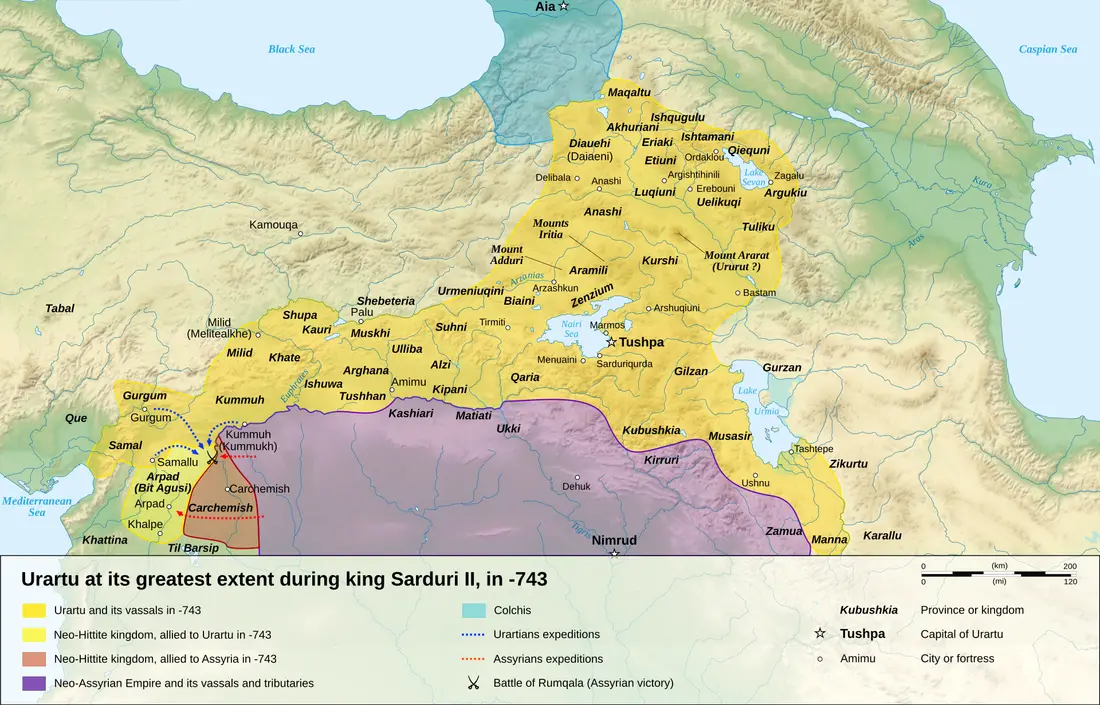 Aia
Black Sea
Caspian Sea
Maqaltu
Ishqugulu
Akhuriani
Ishtamani
Diauehi
(Daiaeni)
Eriaki
Qiequni
Etiuni
Ordaklou
Lake
Sevan
Delibala
Anashi
Argishtihinili
Zagalu
Kura
Luqiuni
Erebouni
Argukiu
Uelikuqi
Anashi
Kamouqa
Mounts
Iritia
Tuliku
Aras
Mount
Adduri
Mount Ararat
(Ururut ?)
Kurshi
Aramili
Arianias
Arzashkun
Urmeniuqini
Zenzium
Bastam
Shebeteria
Biaini
Tabal
Palu
Arshuqiuni
Shupa
Milid
(Melitealkhe)
Kauri
Muskhi
Suhni
Tirmiti
Nairi
Sea
Marmos
Tushpa
Milid
Khate
Ulliba
Menuaini
Sarduriqurda
Alzi
Arghana
Gilzan
Gurzan
Euphrates
Ishuwa
Amimu
Qaria
Kipani
Lake
Urmia
Gurgum
Kummuh
Tushhan
Que
Gurgum
Kashiari
Matiati
Ukki
Kummuh
(Kummukh)
Kubushkia
Musasir
Samal
Tashtepe
Samallu
Kirruri
Zikurtu
Arpad
(Bit Agusi)
Carchemish
Dehuk
Ushnu
Mediterranean
Sea
Arpad
Carchemish
Khalpe
Tigris
Zamua
Khattina
Til Barsip
Nimrud
Manna
Karallu
Urartu at its greatest extent during king Sarduri II, in -743
0 (km) 200
0 (mi) 120
Urartu and its vassals in -743
Neo-Hittite kingdom, allied to Urartu in -743
Neo-Hittite kingdom, allied to Assyria in -743
Neo-Assyrian Empire and its vassals and tributaries
Colchis
Urartians expeditions
Assyrians expeditions
Battle of Rumqala (Assyrian victory)
Kubushkia Province or kingdom
Tushpa Capital of Urartu
Amimu City or fortress